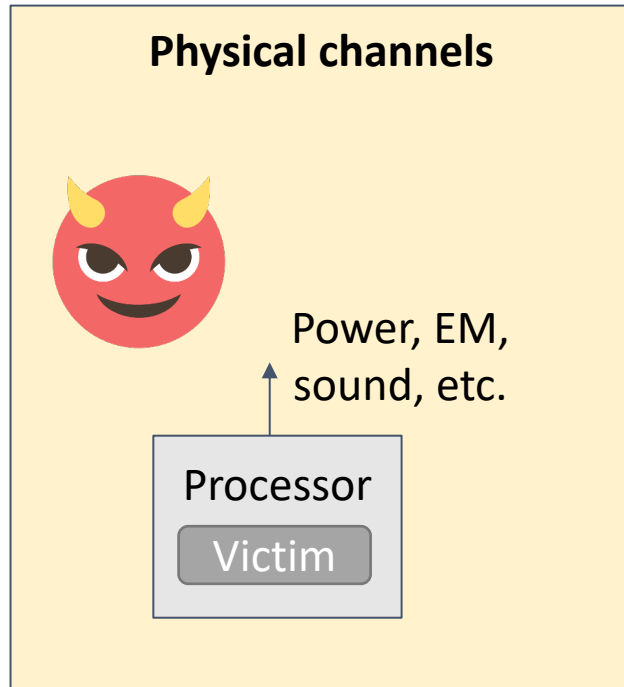 Physical channels
Power, EM,
sound, etc.
Processor
Victim